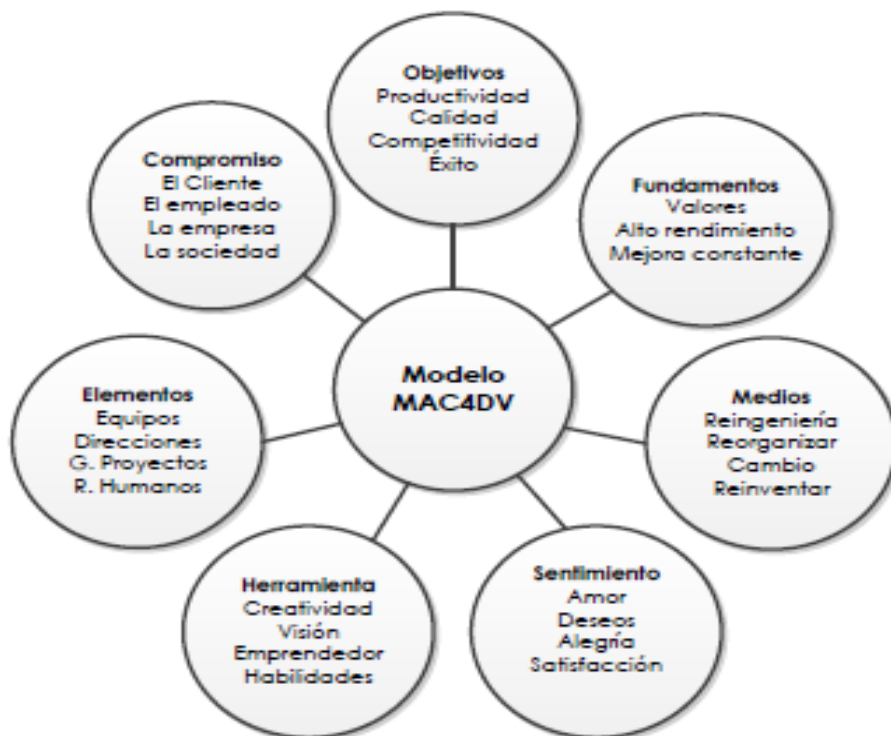 Objetivos
Productividad
Calidad
Competitividad
Éxito
Compromiso
El Cliente
El empleado
La empresa
La sociedad
Fundamentos
Valores
Alto rendimiento
Mejora constante
Modelo
MAC4DV
Elementos
Equipos
Direcciones
G. Proyectos
R. Humanos
Medios
Reingeniería
Reorganizar
Cambio
Reinventar
Herramienta
Creatividad
Visión
Emprendedor
Habilidades
Sentimiento
Amor
Deseos
Alegría
Satisfacción